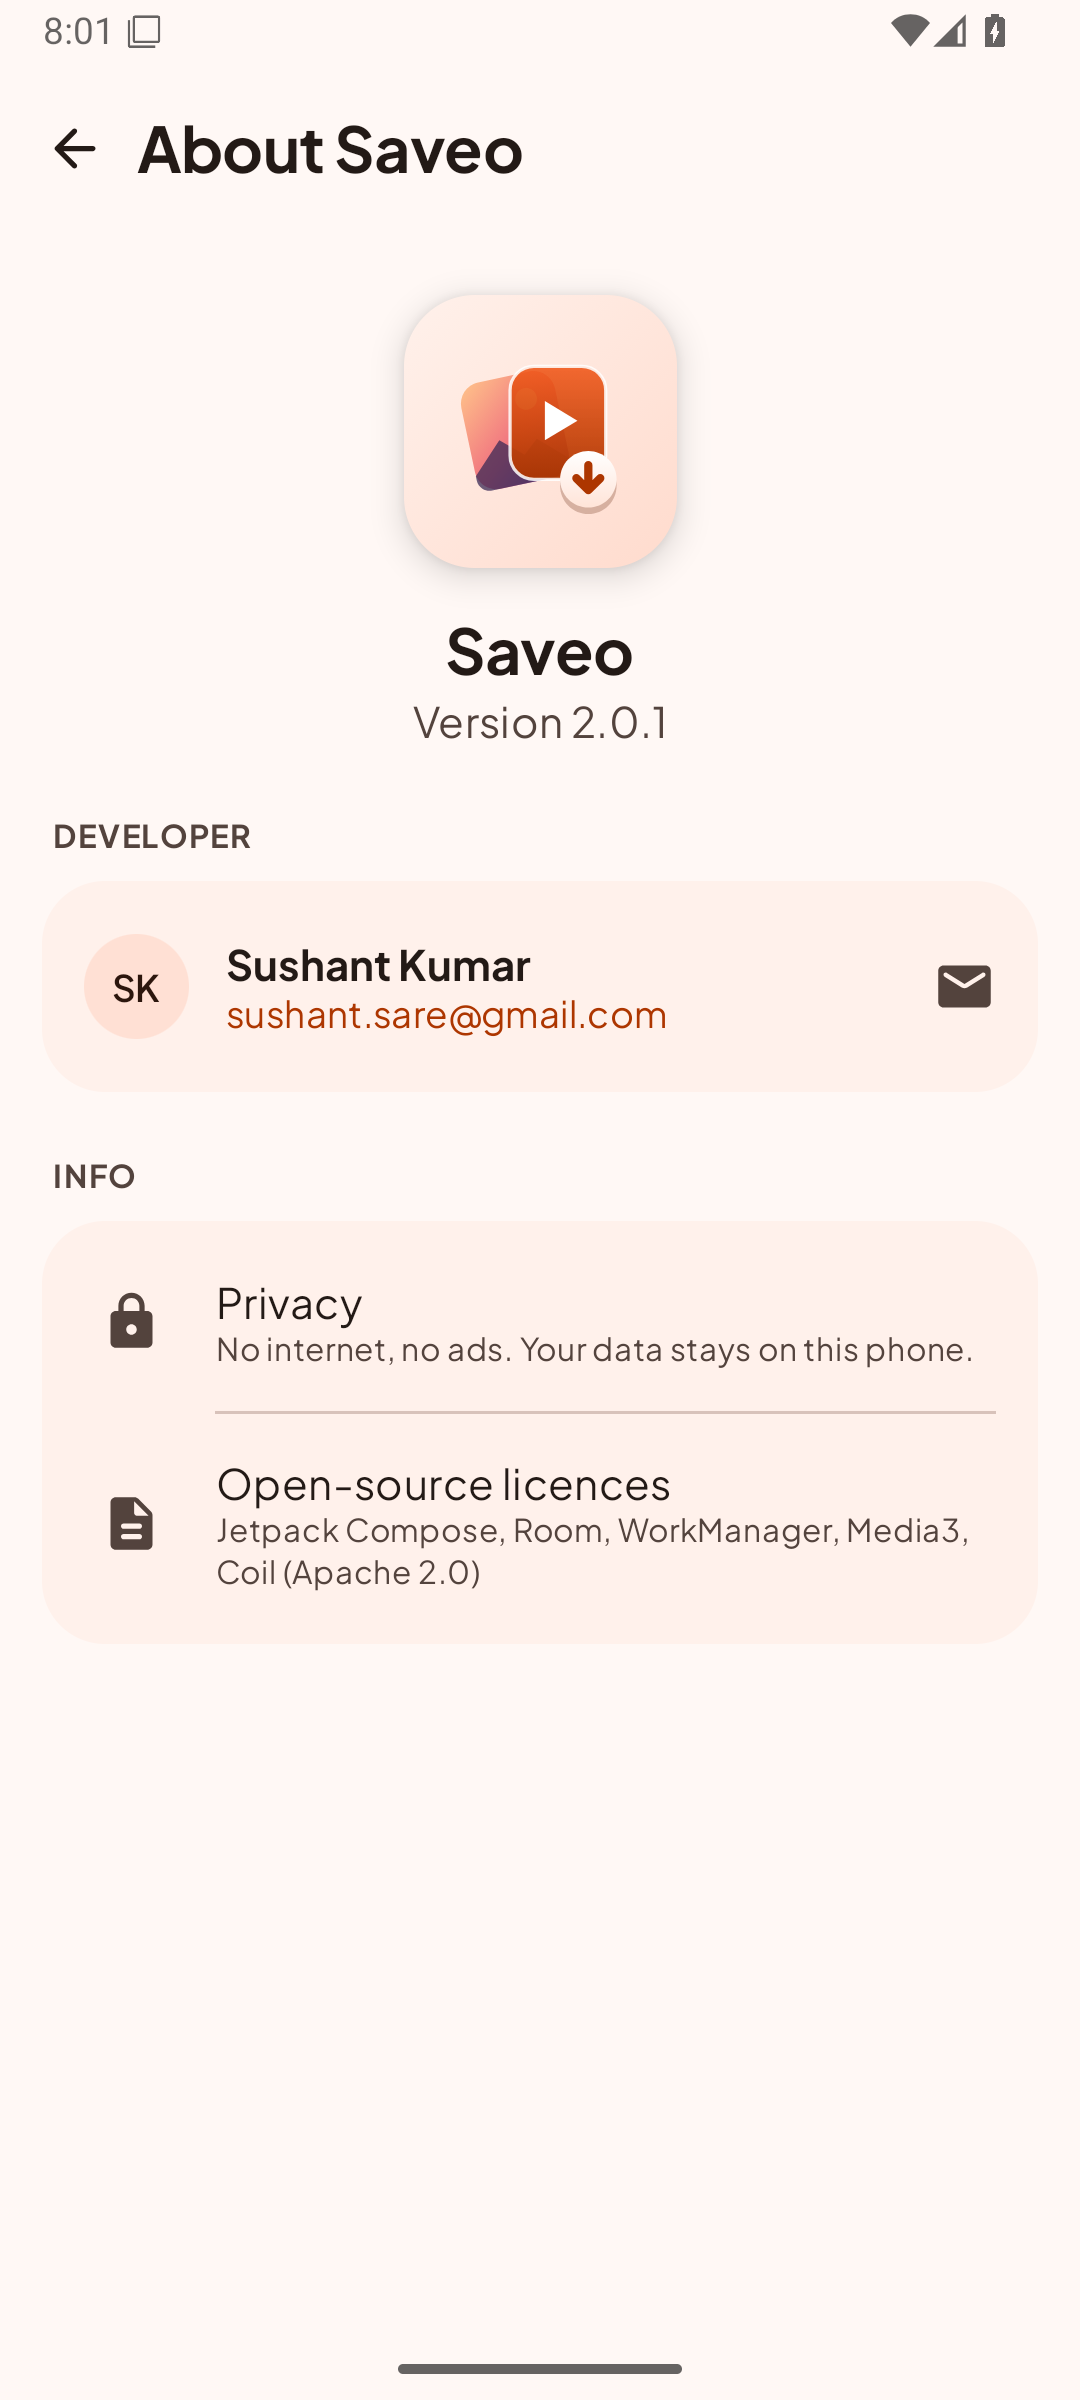 8:01
About Saveo
Saveo
Version 2.0.1
DEVELOPER
SK
Sushant Kumar
sushant.sare@gmail.com
INFO
Privacy
No internet, no ads. Your data stays on this phone.
Open-source licences
Jetpack Compose, Room, WorkManager, Media3,
Coil (Apache 2.0)